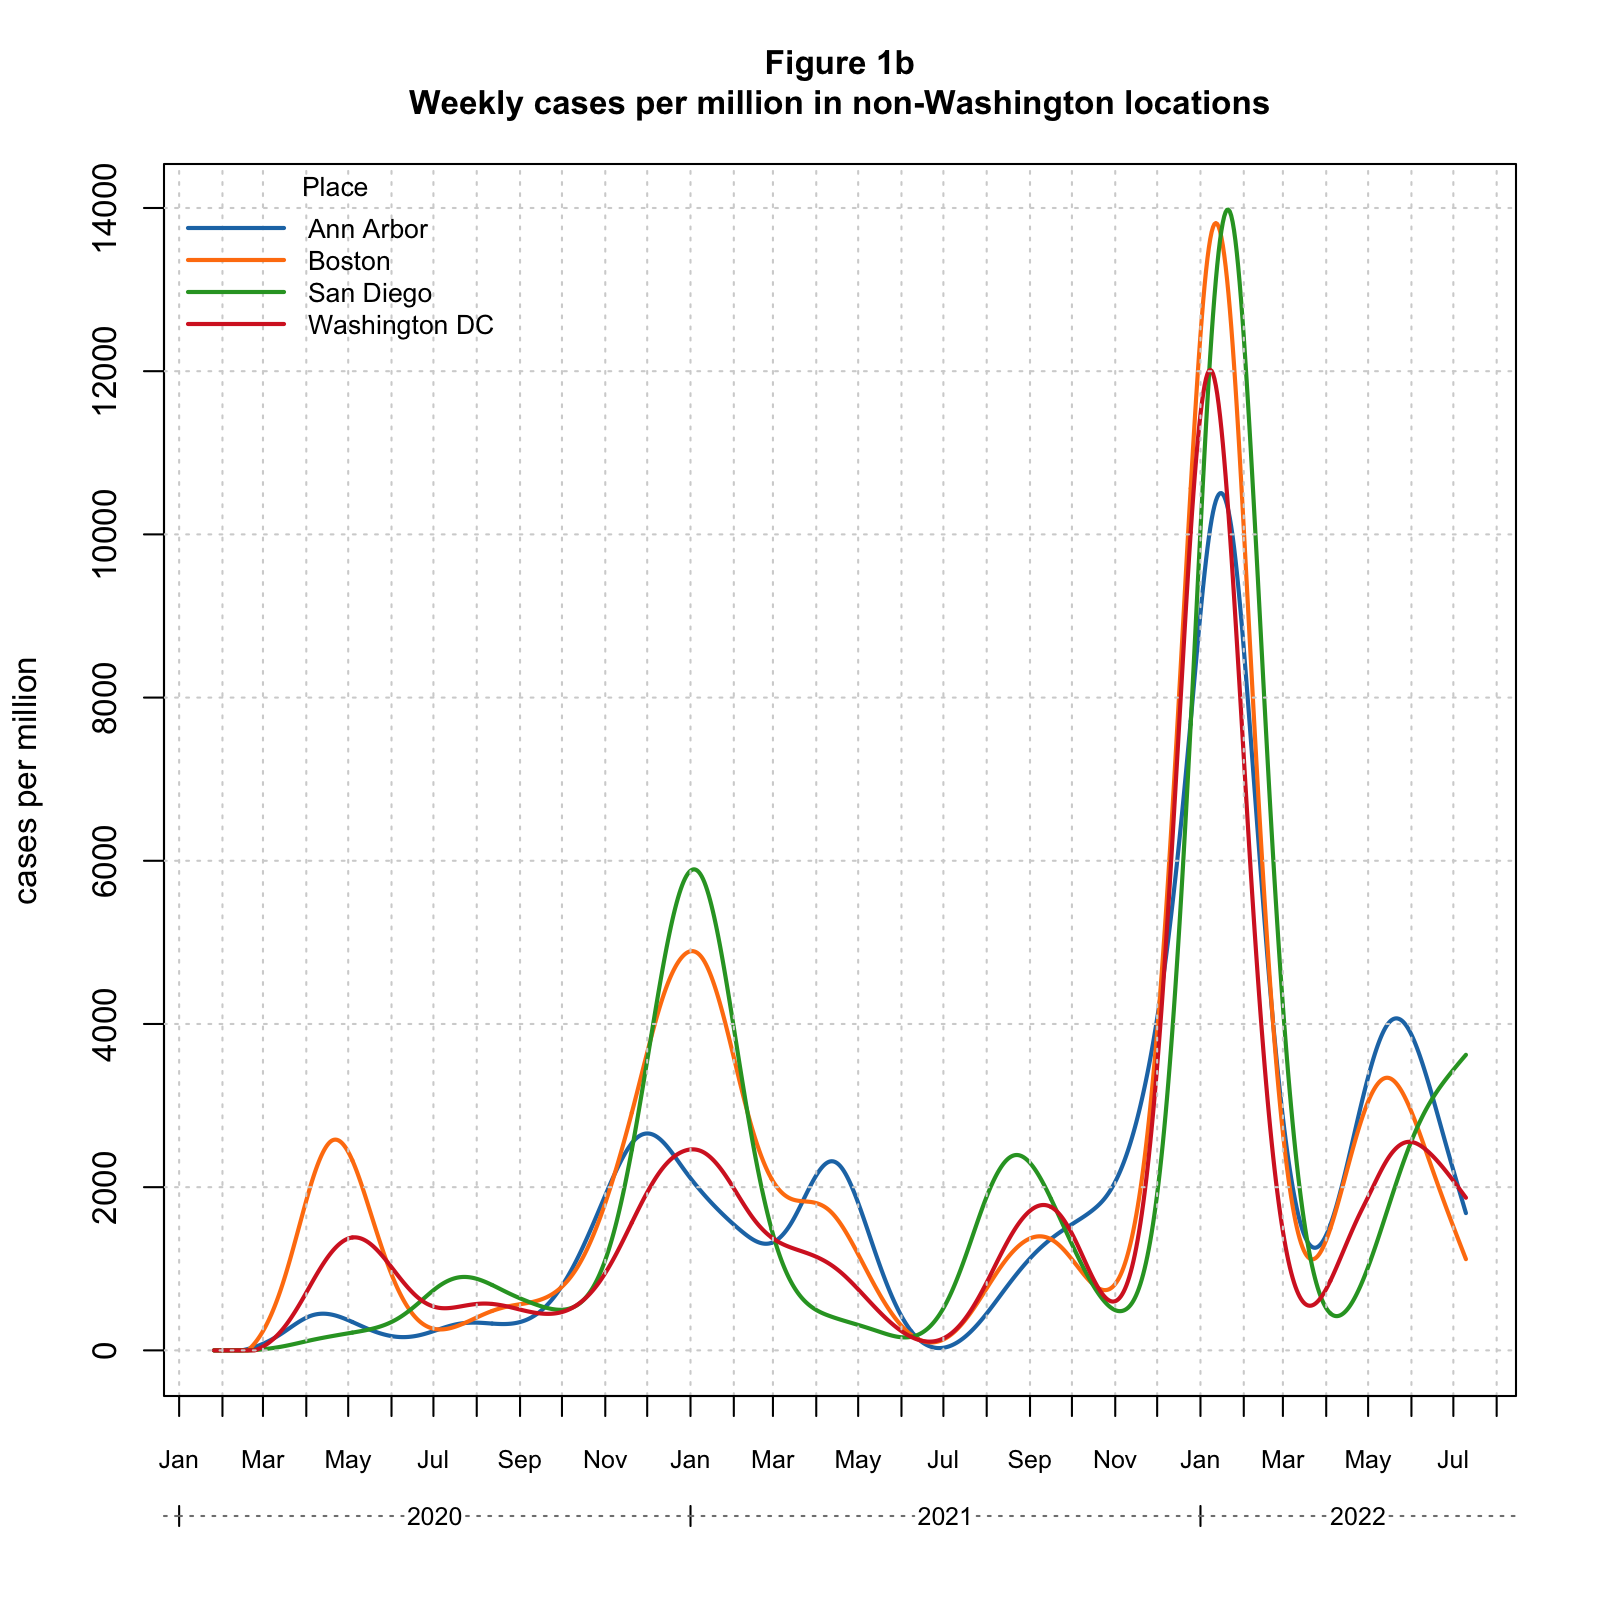 Figure 1b
Weekly cases per million in non-Washington locations
Place
Ann Arbor
Boston
San Diego
Washington DC
cases per million
14000
12000
10000
8000
6000
4000
2000
0
Jan Mar May Jul Sep Nov Jan Mar May Jul Sep Nov Jan Mar May Jul
2020 2021 2022